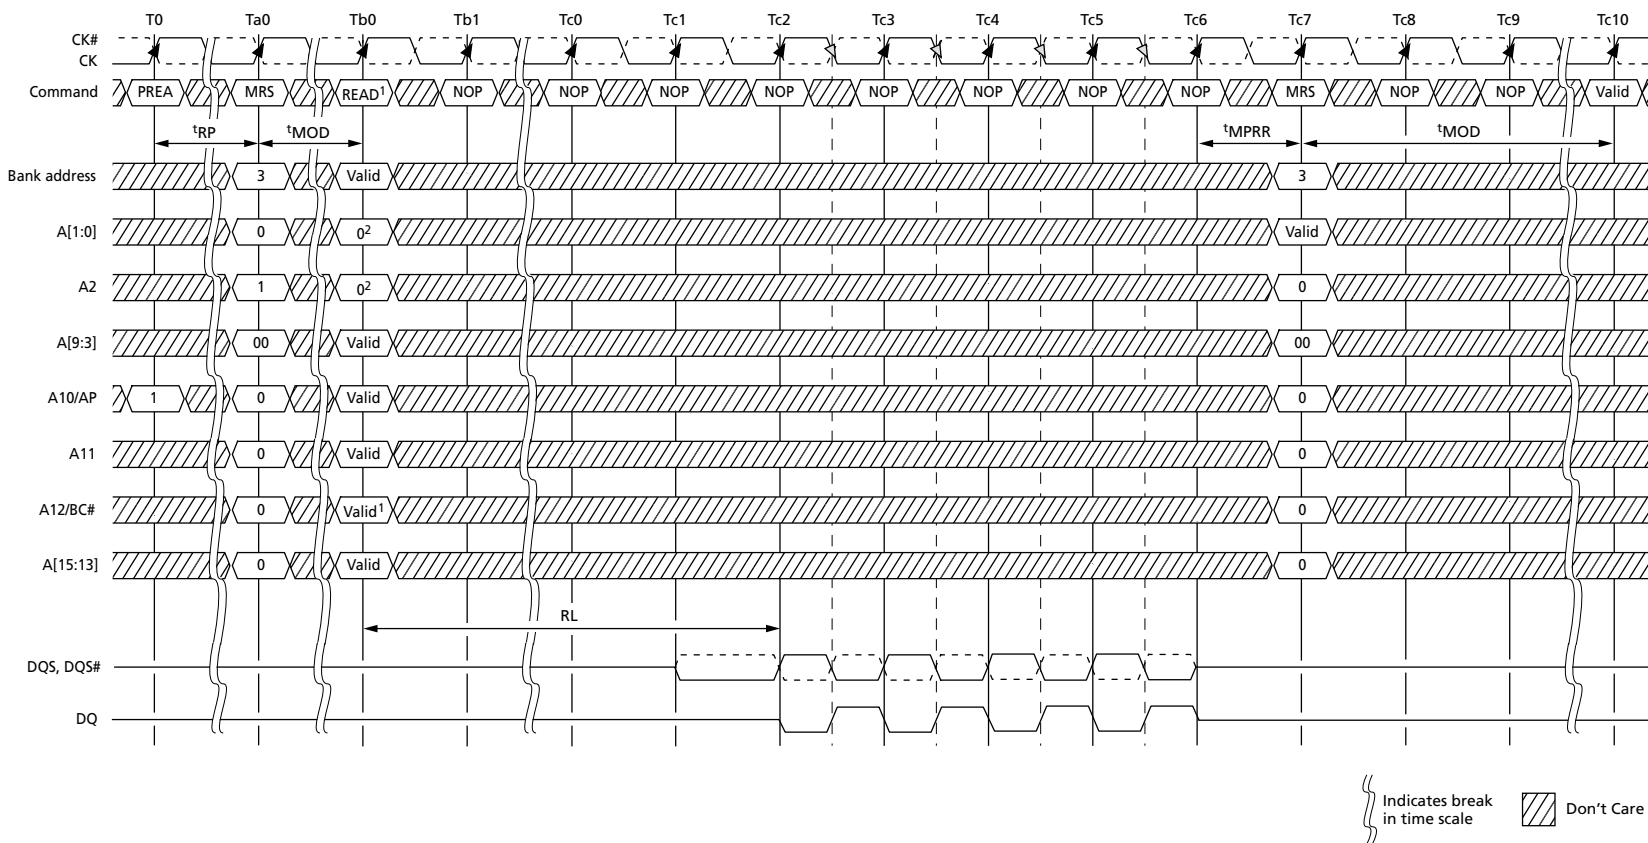 T0 Ta0 Tb0 Tb1 Tc0 Tc1 Tc2 Tc3 Tc4 Tc5 Tc6 Tc7 Tc8 Tc9 Tc10
CK#
CK
Command PREA MRS READ¹ NOP NOP NOP NOP NOP NOP NOP NOP MRS NOP NOP Valid
ᵗRP ᵗMOD ᵗMPRR ᵗMOD
Bank address 3 Valid 3
A[1:0] 0 0² Valid
A2 1 0² 0
A[9:3] 00 Valid 00
A10/AP 1 0 Valid 0
A11 0 Valid 0
A12/BC# 0 Valid¹ 0
A[15:13] 0 Valid 0
RL
DQS, DQS#
DQ
Indicates break
in time scale
Don't Care